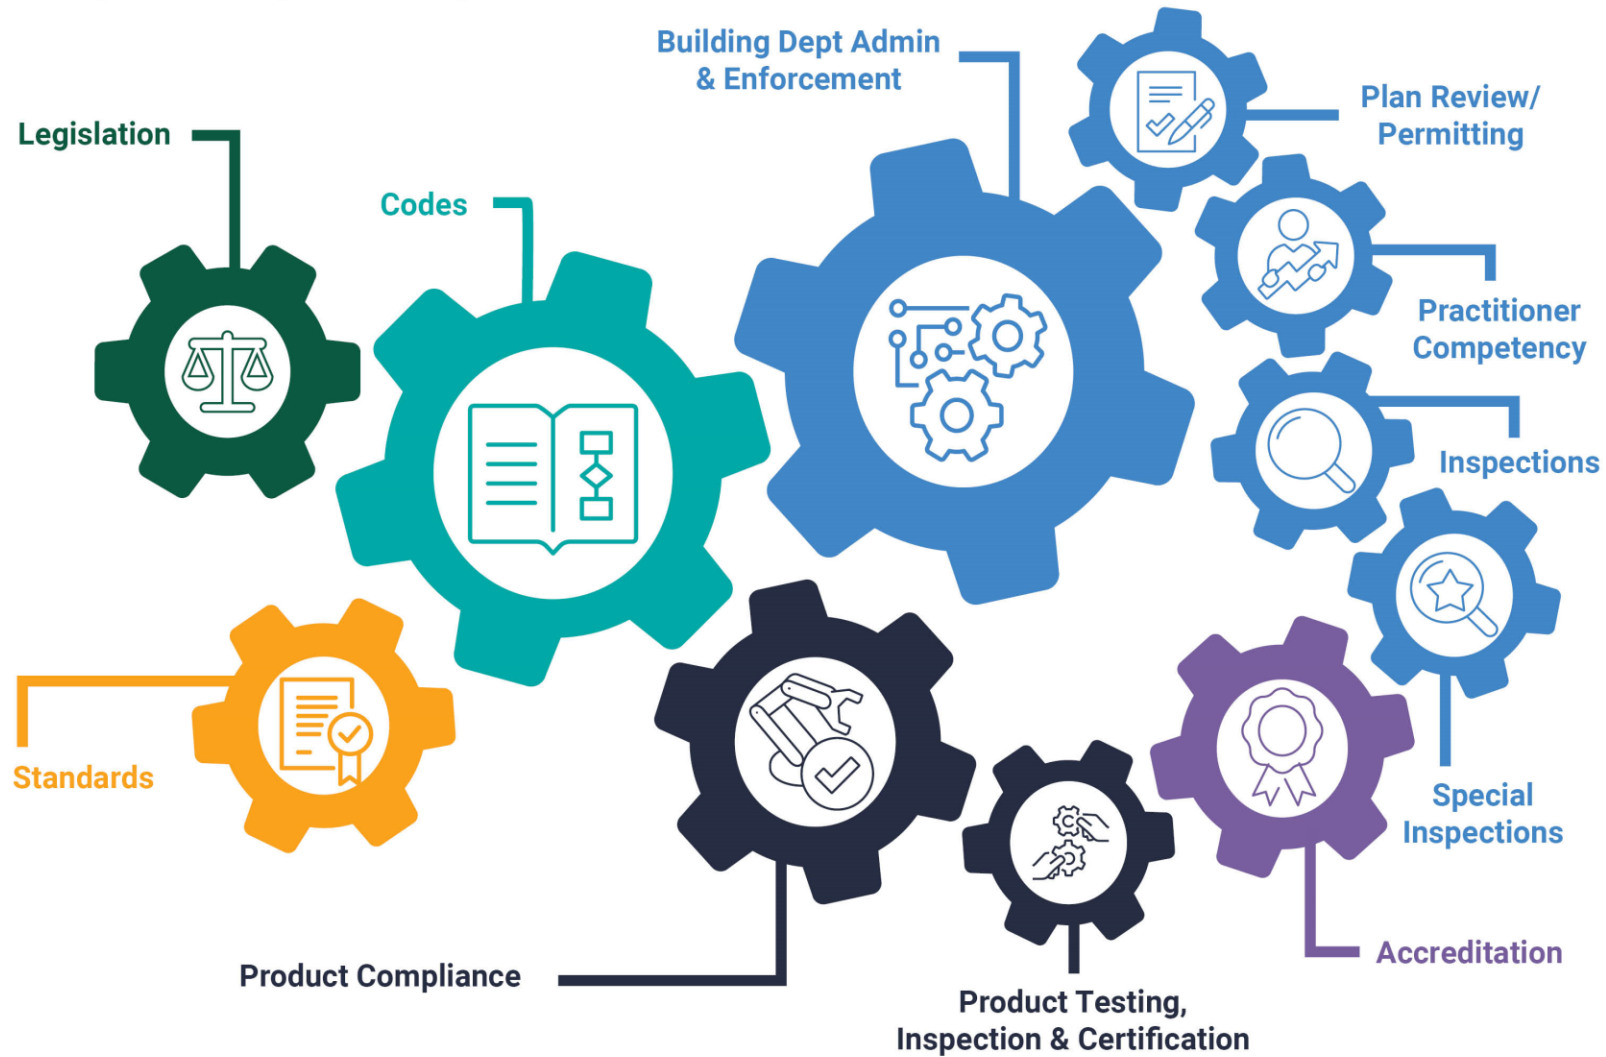 Building Dept Admin
& Enforcement
Plan Review/
Permitting
Legislation
Codes
Practitioner
Competency
Inspections
Standards
Special
Inspections
Accreditation
Product Compliance
Product Testing,
Inspection & Certification